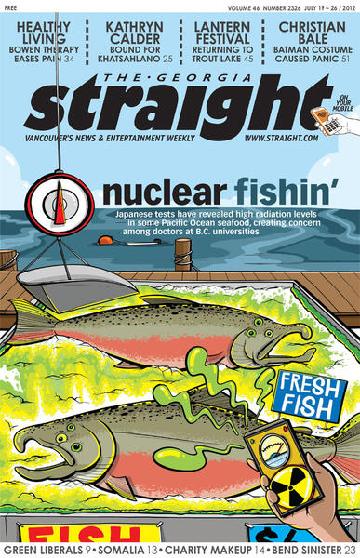 FREE
VOLUME 46 NUMBER 2326 JULY 19 - 26 / 2012
HEALTHY
LIVING
BOWEN THERAPY
EASES PAIN 34
KATHRYN
CALDER
BOUND FOR
KHATSAHLANO 25
LANTERN
FESTIVAL
RETURNING TO
TROUT LAKE 45
CHRISTIAN
BALE
BATMAN COSTUME
CAUSED PANIC 51
THE · GEORGIA
straight
ON
YOUR
MOBILE
VANCOUVER'S NEWS & ENTERTAINMENT WEEKLY
WWW.STRAIGHT.COM
nuclear fishin'
Japanese tests have revealed high radiation levels
in some Pacific Ocean seafood, creating concern
among doctors at B.C. universities
FRESH
FISH
FISH
GREEN LIBERALS 9 • SOMALIA 13 • CHARITY MAKEUP 14 • BEND SINISTER